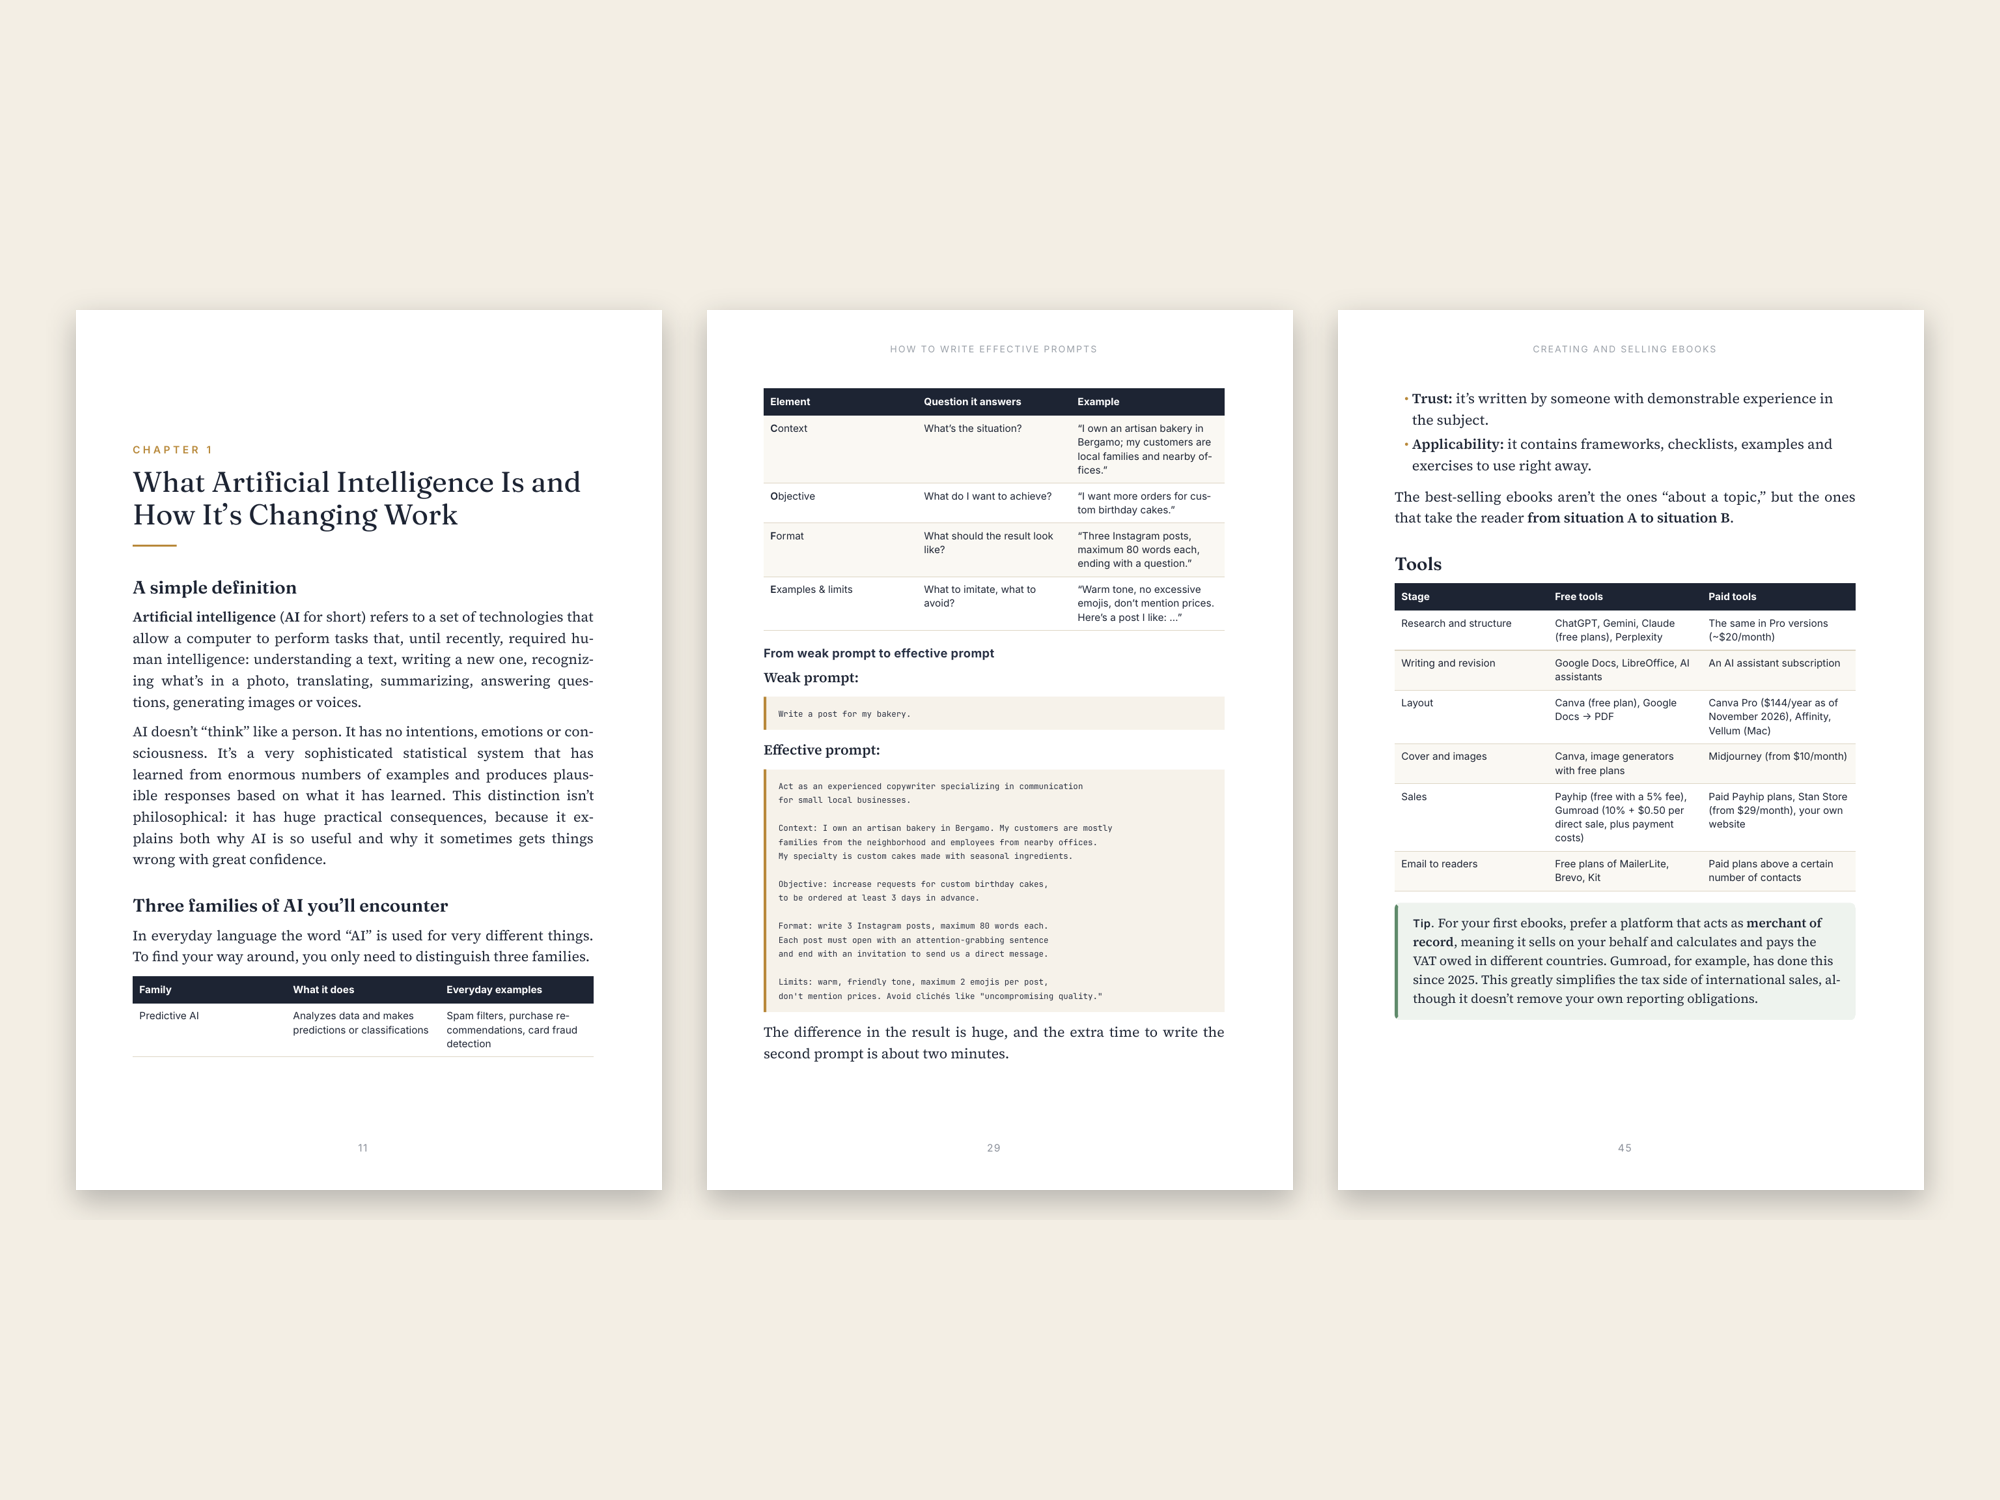 CHAPTER 1
What Artificial Intelligence Is and
How It’s Changing Work
A simple definition
Artificial intelligence (AI for short) refers to a set of technologies that
allow a computer to perform tasks that, until recently, required hu-
man intelligence: understanding a text, writing a new one, recogniz-
ing what’s in a photo, translating, summarizing, answering ques-
tions, generating images or voices.
AI doesn’t “think” like a person. It has no intentions, emotions or con-
sciousness. It’s a very sophisticated statistical system that has
learned from enormous numbers of examples and produces plaus-
ible responses based on what it has learned. This distinction isn’t
philosophical: it has huge practical consequences, because it ex-
plains both why AI is so useful and why it sometimes gets things
wrong with great confidence.
Three families of AI you’ll encounter
In everyday language the word “AI” is used for very different things.
To find your way around, you only need to distinguish three families.
Family What it does Everyday examples
Predictive AI Analyzes data and makes Spam filters, purchase re-
predictions or classifications commendations, card fraud
detection
11
HOW TO WRITE EFFECTIVE PROMPTS
Element Question it answers Example
Context What’s the situation? “I own an artisan bakery in
Bergamo; my customers are
local families and nearby of-
fices.”
Objective What do I want to achieve? “I want more orders for cus-
tom birthday cakes.”
Format What should the result look “Three Instagram posts,
like? maximum 80 words each,
ending with a question.”
Examples & limits What to imitate, what to “Warm tone, no excessive
avoid? emojis, don’t mention prices.
Here’s a post I like: …”
From weak prompt to effective prompt
Weak prompt:
Write a post for my bakery.
Effective prompt:
Act as an experienced copywriter specializing in communication
for small local businesses.
Context: I own an artisan bakery in Bergamo. My customers are mostly
families from the neighborhood and employees from nearby offices.
My specialty is custom cakes made with seasonal ingredients.
Objective: increase requests for custom birthday cakes,
to be ordered at least 3 days in advance.
Format: write 3 Instagram posts, maximum 80 words each.
Each post must open with an attention-grabbing sentence
and end with an invitation to send us a direct message.
Limits: warm, friendly tone, maximum 2 emojis per post,
don't mention prices. Avoid clichés like "uncompromising quality."
The difference in the result is huge, and the extra time to write the
second prompt is about two minutes.
29
CREATING AND SELLING EBOOKS
• Trust: it’s written by someone with demonstrable experience in
the subject.
• Applicability: it contains frameworks, checklists, examples and
exercises to use right away.
The best-selling ebooks aren’t the ones “about a topic,” but the ones
that take the reader from situation A to situation B.
Tools
Stage Free tools Paid tools
Research and structure ChatGPT, Gemini, Claude The same in Pro versions
(free plans), Perplexity (~$20/month)
Writing and revision Google Docs, LibreOffice, AI An AI assistant subscription
assistants
Layout Canva (free plan), Google Canva Pro ($144/year as of
Docs → PDF November 2026), Affinity,
Vellum (Mac)
Cover and images Canva, image generators Midjourney (from $10/month)
with free plans
Sales Payhip (free with a 5% fee), Paid Payhip plans, Stan Store
Gumroad (10% + $0.50 per (from $29/month), your own
direct sale, plus payment website
costs)
Email to readers Free plans of MailerLite, Paid plans above a certain
Brevo, Kit number of contacts
Tip. For your first ebooks, prefer a platform that acts as merchant of
record, meaning it sells on your behalf and calculates and pays the
VAT owed in different countries. Gumroad, for example, has done this
since 2025. This greatly simplifies the tax side of international sales, al-
though it doesn’t remove your own reporting obligations.
45